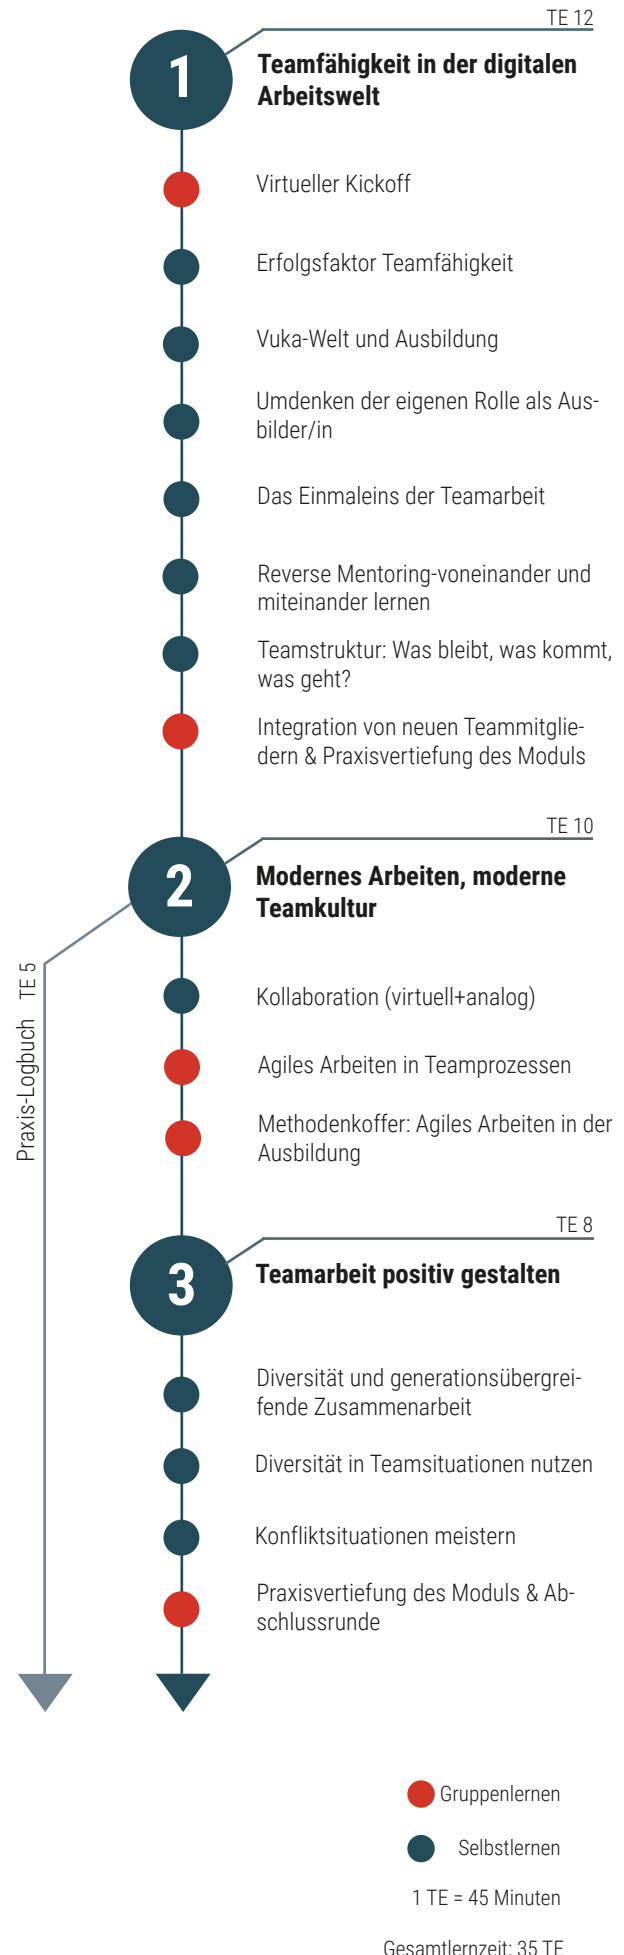 TE 12
1
Teamfähigkeit in der digitalen
Arbeitswelt
Virtueller Kickoff
Erfolgsfaktor Teamfähigkeit
Vuka-Welt und Ausbildung
Umdenken der eigenen Rolle als Aus-
bilder/in
Das Einmaleins der Teamarbeit
Reverse Mentoring-voneinander und
miteinander lernen
Teamstruktur: Was bleibt, was kommt,
was geht?
Integration von neuen Teammitglie-
dern & Praxisvertiefung des Moduls
TE 10
2
Modernes Arbeiten, moderne
Teamkultur
Praxis-Logbuch TE 5
Kollaboration (virtuell+analog)
Agiles Arbeiten in Teamprozessen
Methodenkoffer: Agiles Arbeiten in der
Ausbildung
TE 8
3
Teamarbeit positiv gestalten
Diversität und generationsübergrei-
fende Zusammenarbeit
Diversität in Teamsituationen nutzen
Konfliktsituationen meistern
Praxisvertiefung des Moduls & Ab-
schlussrunde
Gruppenlernen
Selbstlernen
1 TE = 45 Minuten
Gesamtlernzeit: 35 TE